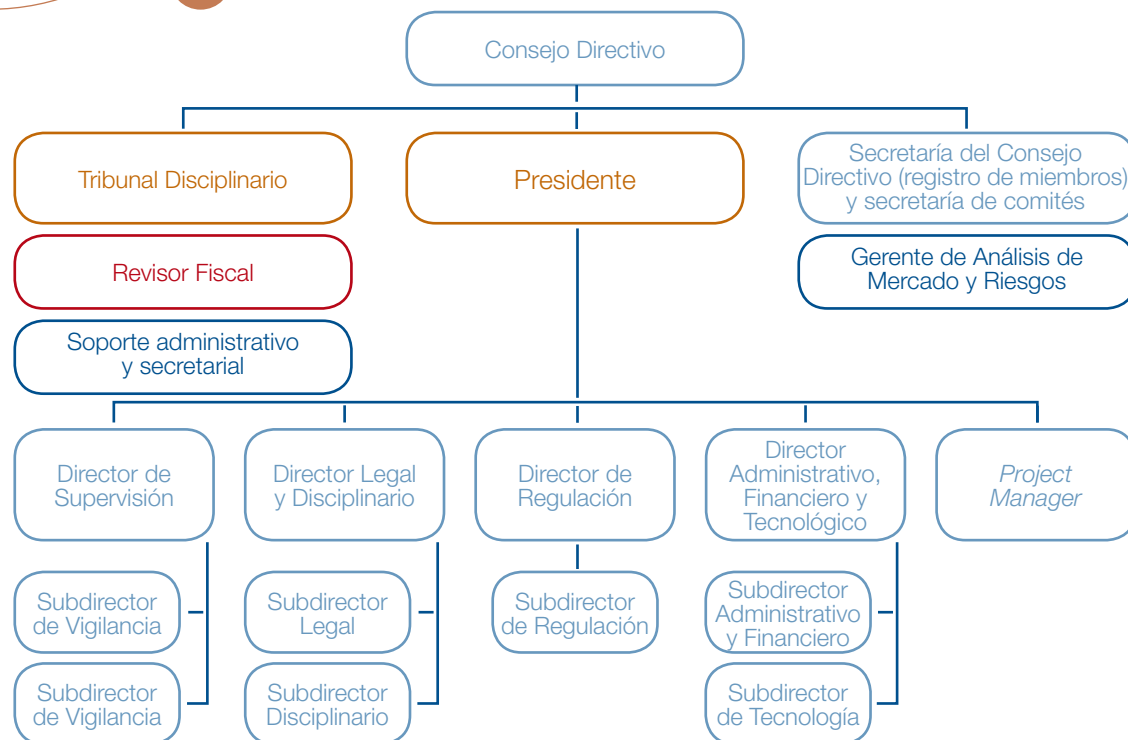 Consejo Directivo
Tribunal Disciplinario
Presidente
Secretaría del Consejo
Directivo (registro de miembros)
y secretaría de comités
Revisor Fiscal
Gerente de Análisis de
Mercado y Riesgos
Soporte administrativo
y secretarial
Director de
Supervisión
Director Legal
y Disciplinario
Director de
Regulación
Director
Administrativo,
Financiero y
Tecnológico
Project
Manager
Subdirector
de Vigilancia
Subdirector
Legal
Subdirector
de Regulación
Subdirector
Administrativo
y Financiero
Subdirector
de Vigilancia
Subdirector
Disciplinario
Subdirector
de Tecnología